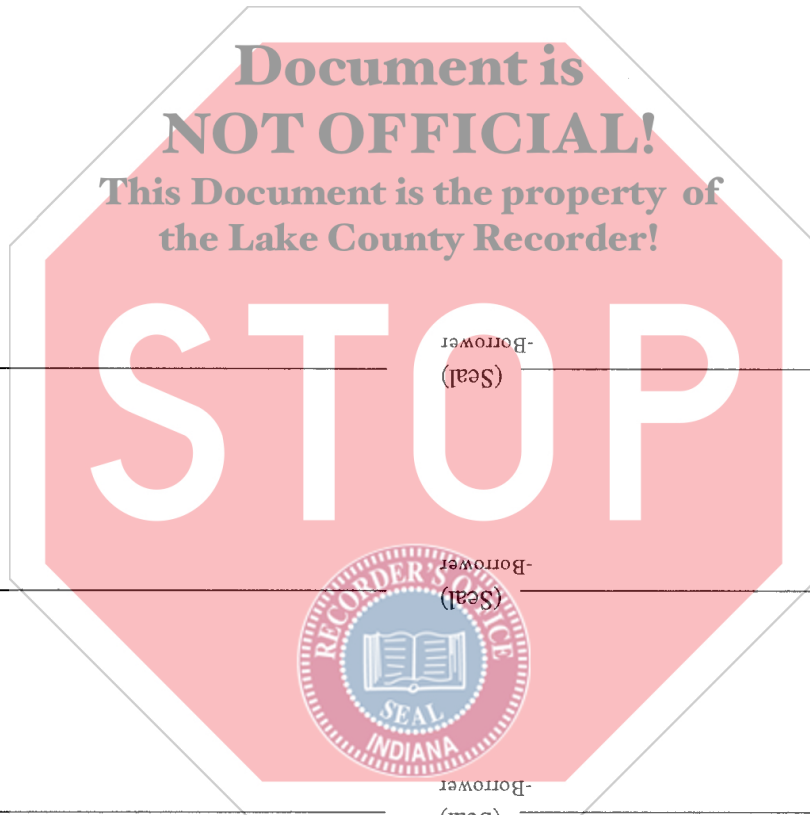 Document is
NOT OFFICIAL!
This Document is the property of
the Lake County Recorder!
STOP
-Borrower
(Seal)
-Borrower
(Seal)
RECORDER'S OFFICE
SEAL
INDIANA
-Borrower
(Seal)